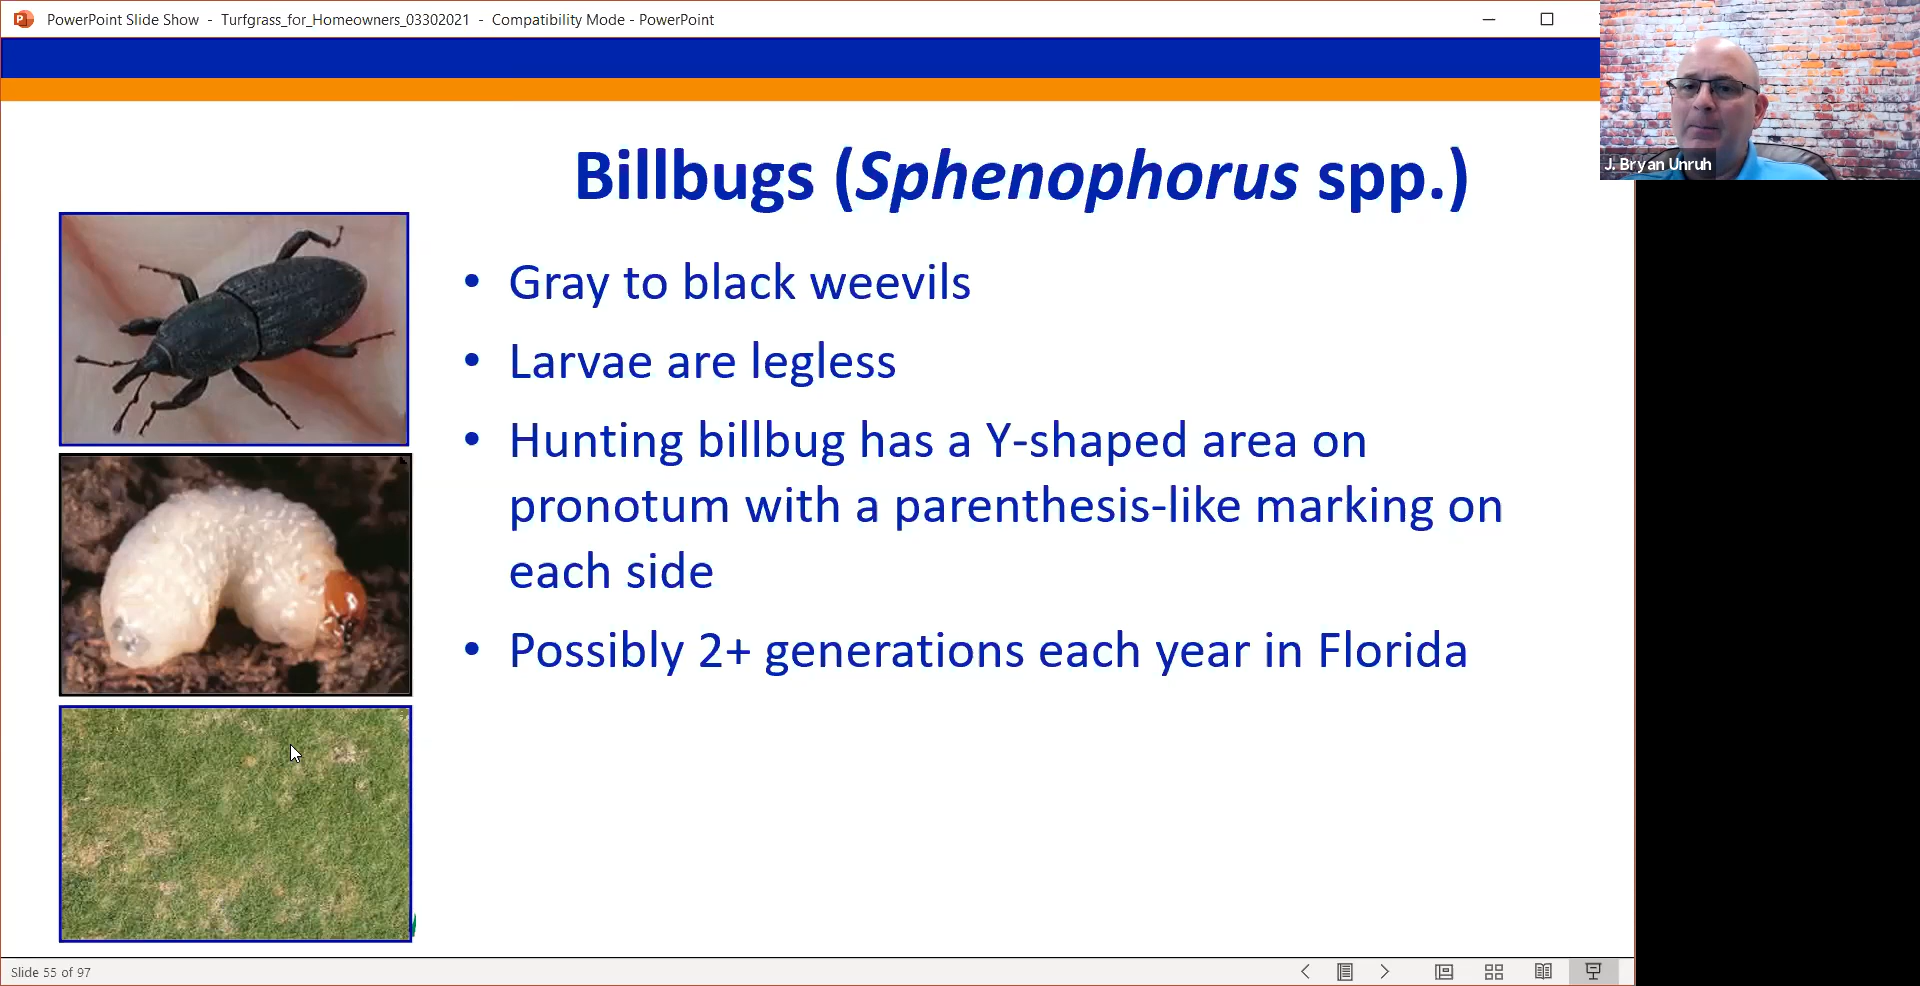 PowerPoint Slide Show - Turfgrass_for_Homeowners_03302021 - Compatibility Mode - PowerPoint
J. Bryan Unruh
Billbugs (Sphenophorus spp.)
• Gray to black weevils
• Larvae are legless
• Hunting billbug has a Y-shaped area on
pronotum with a parenthesis-like marking on
each side
• Possibly 2+ generations each year in Florida
Slide 55 of 97